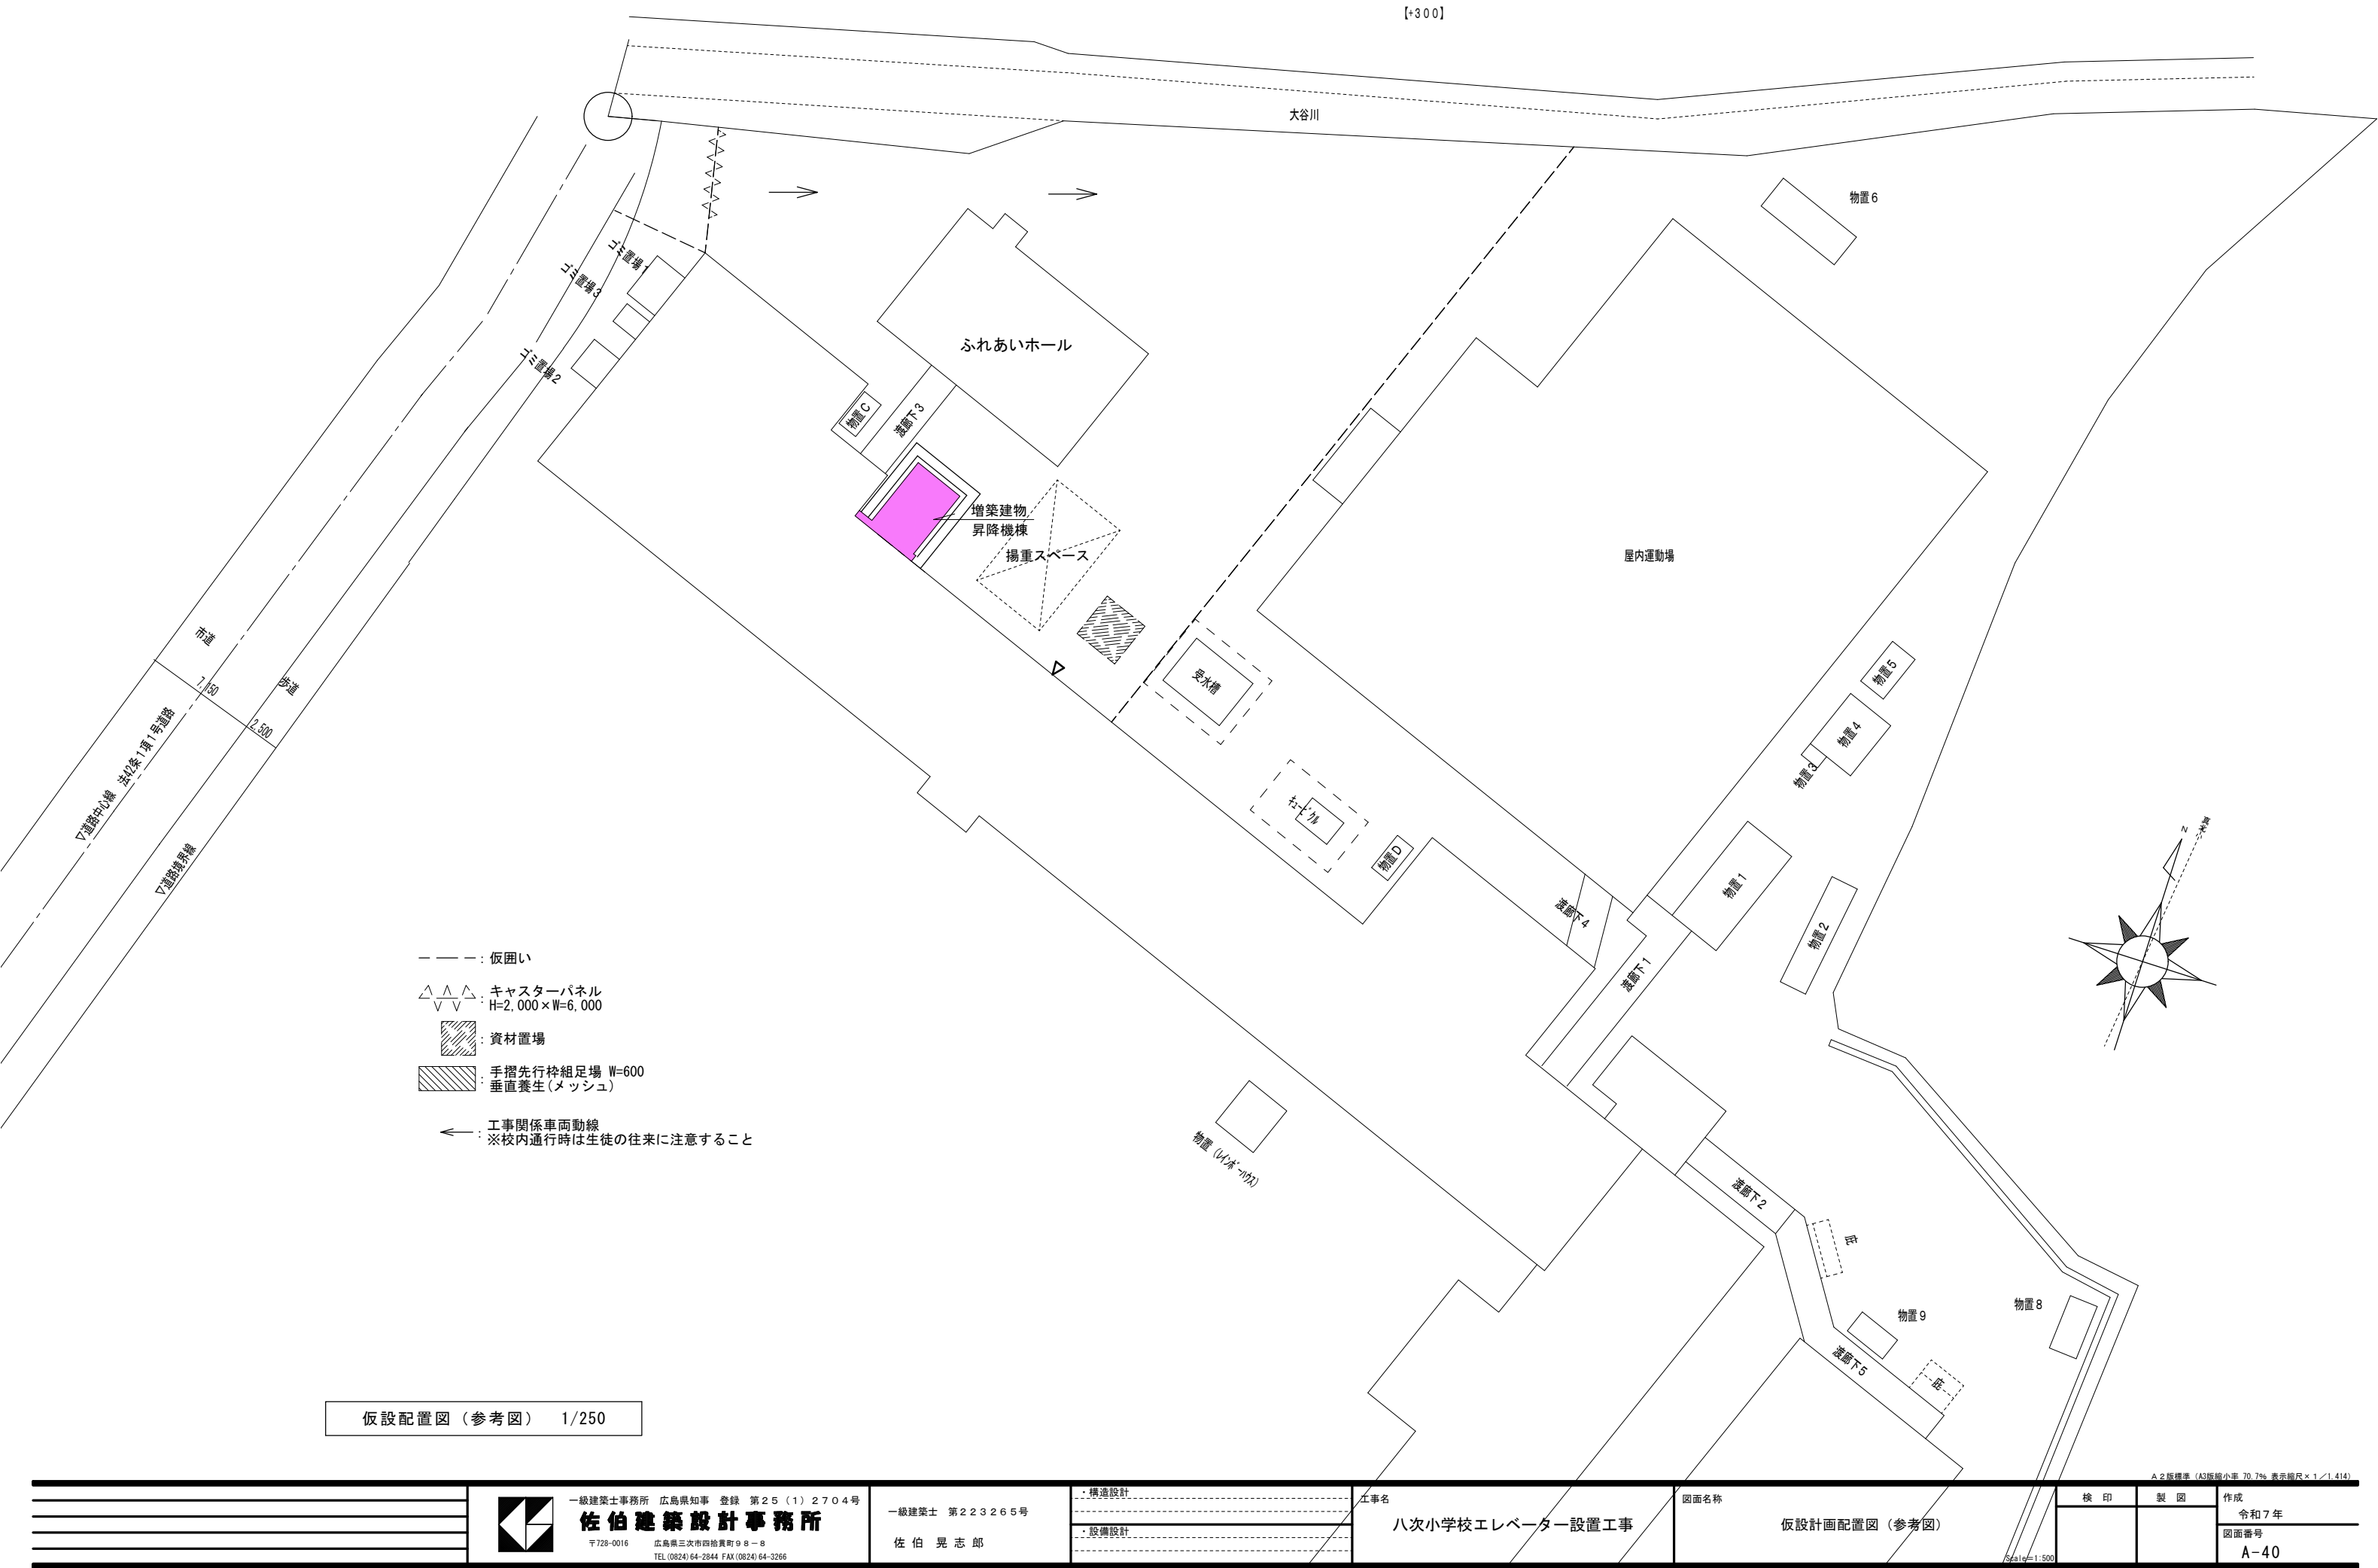 【+300】
大谷川
物置6
ゴミ置場1
ゴミ置場3
ゴミ置場2
ふれあいホール
物置C
渡廊下3
増築建物
昇降機棟
揚重スペース
屋内運動場
受水槽
キュービクル
物置D
物置5
物置4
物置3
物置1
物置2
渡廊下4
渡廊下1
渡廊下2
庇
物置9
物置8
渡廊下5
庇
物置（レインボーハウス）
市道
歩道
7,150
2,500
▽道路中心線 法42条1項1号道路
▽道路境界線
N
真北
: 仮囲い
: キャスターパネル
H=2,000×W=6,000
: 資材置場
: 手摺先行枠組足場 W=600
垂直養生(メッシュ)
: 工事関係車両動線
※校内通行時は生徒の往来に注意すること
仮設配置図（参考図） 1/250
A2版標準（A3版縮小率 70.7% 表示縮尺×1／1.414）
一級建築士事務所 広島県知事 登録 第25（1）2704号
佐伯建築設計事務所
〒728-0016 広島県三次市四拾貫町98－8
TEL(0824)64-2844 FAX(0824)64-3266
一級建築士 第223265号
佐伯 晃志郎
・構造設計
・設備設計
工事名
八次小学校エレベーター設置工事
図面名称
仮設計画配置図（参考図）
Scale=1:500
検 印
製 図
作成
令和7年
図面番号
A-40